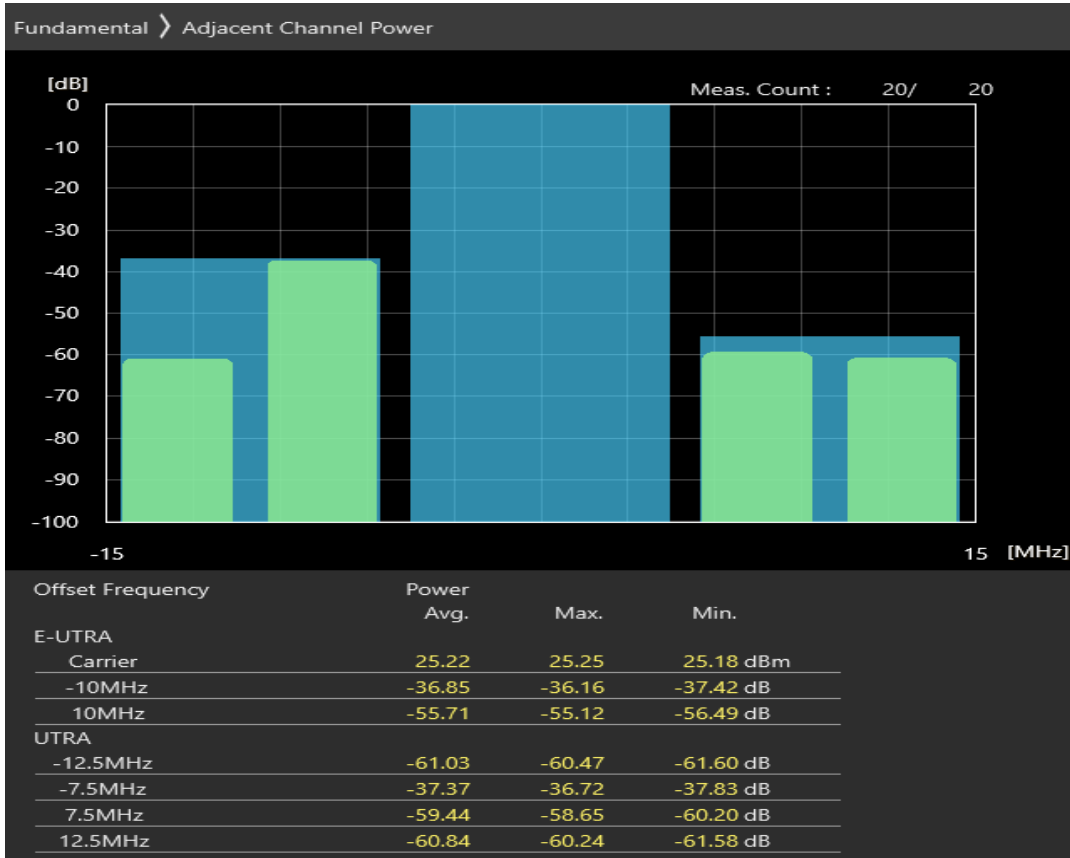 Fundamental 〉 Adjacent Channel Power
[dB]
Meas. Count : 20/ 20
0
-10
-20
-30
-40
-50
-60
-70
-80
-90
-100
-15 15 [MHz]
Offset Frequency Power
Avg. Max. Min.
E-UTRA
Carrier 25.22 25.25 25.18 dBm
-10MHz -36.85 -36.16 -37.42 dB
10MHz -55.71 -55.12 -56.49 dB
UTRA
-12.5MHz -61.03 -60.47 -61.60 dB
-7.5MHz -37.37 -36.72 -37.83 dB
7.5MHz -59.44 -58.65 -60.20 dB
12.5MHz -60.84 -60.24 -61.58 dB